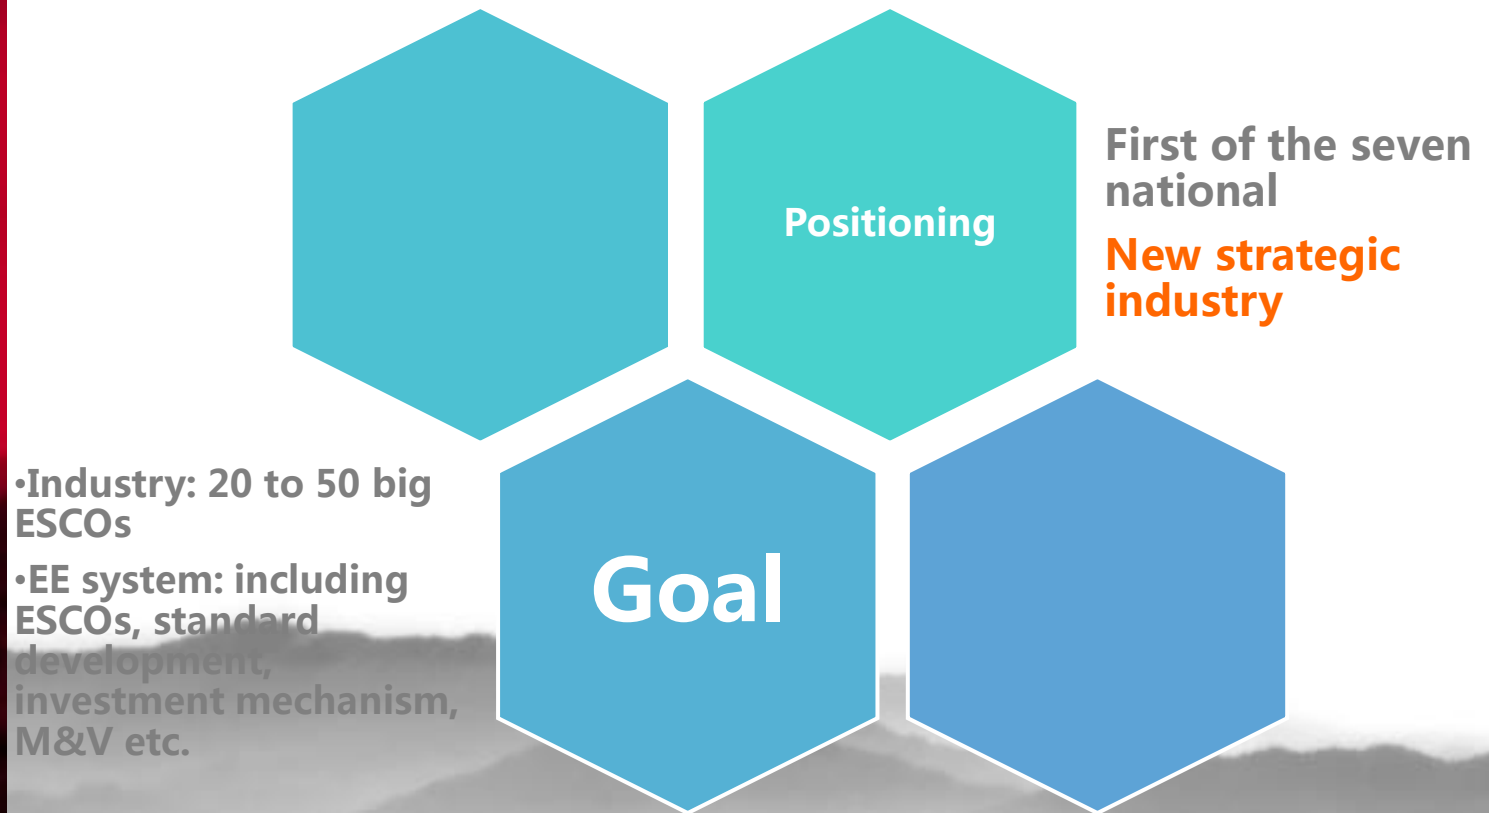 Positioning
First of the seven
national
New strategic
industry
•Industry: 20 to 50 big
ESCOs
•EE system: including
ESCOs, standard
development,
investment mechanism,
M&V etc.
Goal